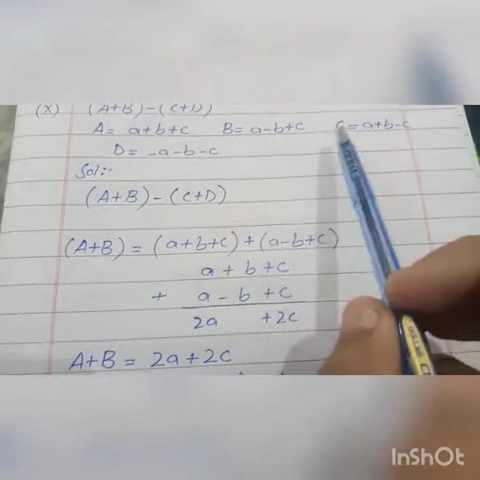 (X) (A+B)-(C+D)
A= a+b+c B= a-b+c C= a+b-c
D= -a-b-c
Sol:-
(A+B)-(C+D)
(A+B) = (a+b+c)+(a-b+c)
a + b + c
+ a - b + c
2a + 2c
A+B = 2a+2c
InShOt